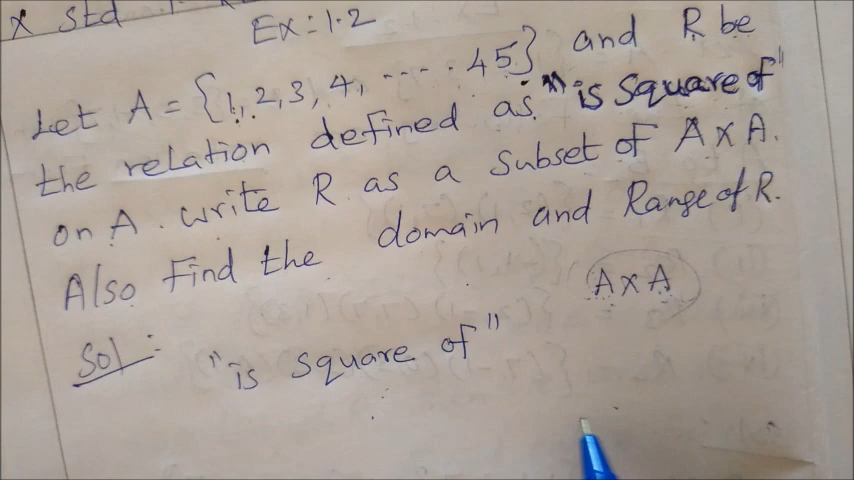 x std
Ex: 1.2
Let A = {1, 2, 3, 4, ..... 45} and R be
the relation defined as "is square of"
on A. write R as a subset of A x A.
Also Find the domain and Range of R.
A x A
Sol: "is square of"